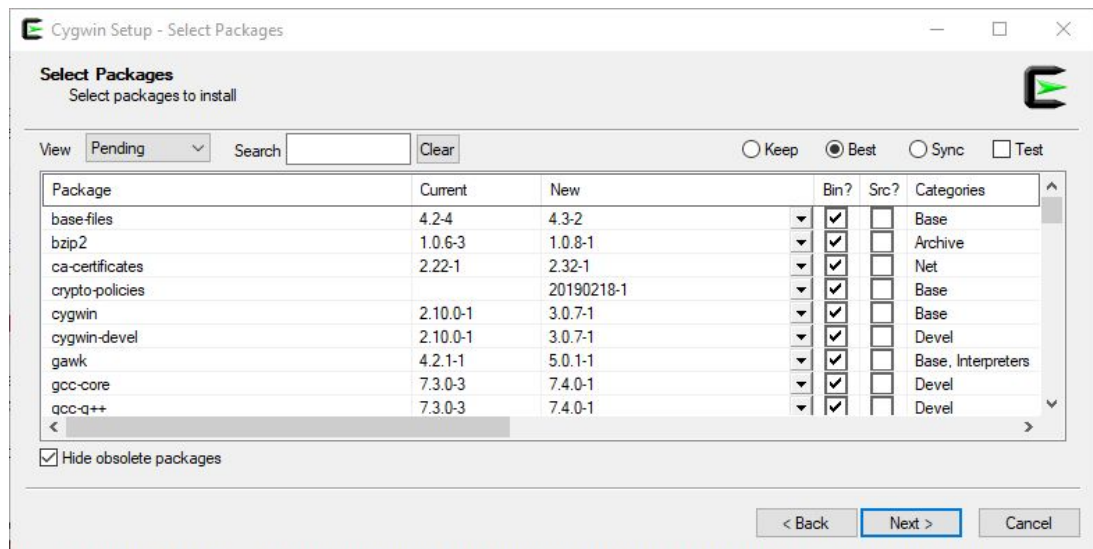 Cygwin Setup - Select Packages
Select Packages
Select packages to install
View Pending Search Clear Keep Best Sync Test
Package Current New Bin? Src? Categories
base-files 4.2-4 4.3-2 Base
bzip2 1.0.6-3 1.0.8-1 Archive
ca-certificates 2.22-1 2.32-1 Net
crypto-policies 20190218-1 Base
cygwin 2.10.0-1 3.0.7-1 Base
cygwin-devel 2.10.0-1 3.0.7-1 Devel
gawk 4.2.1-1 5.0.1-1 Base, Interpreters
gcc-core 7.3.0-3 7.4.0-1 Devel
gcc-g++ 7.3.0-3 7.4.0-1 Devel
Hide obsolete packages
< Back Next > Cancel